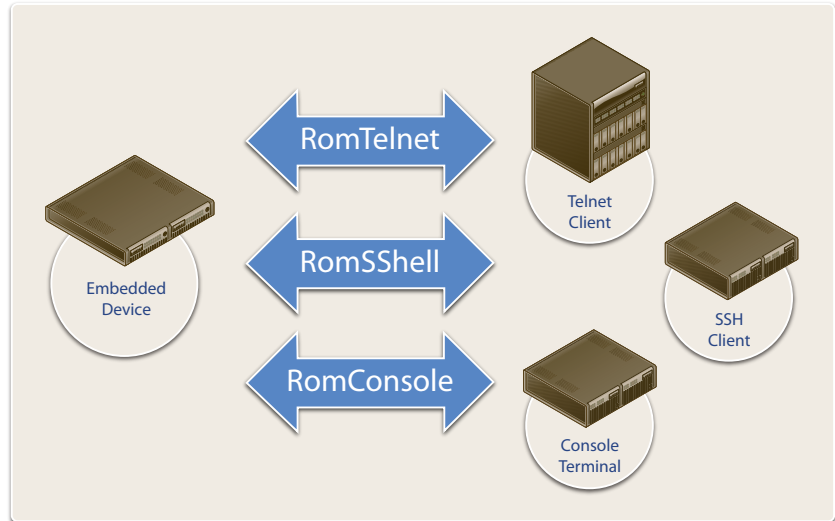 RomTelnet
Telnet
Client
Embedded
Device
RomSShell
SSH
Client
RomConsole
Console
Terminal